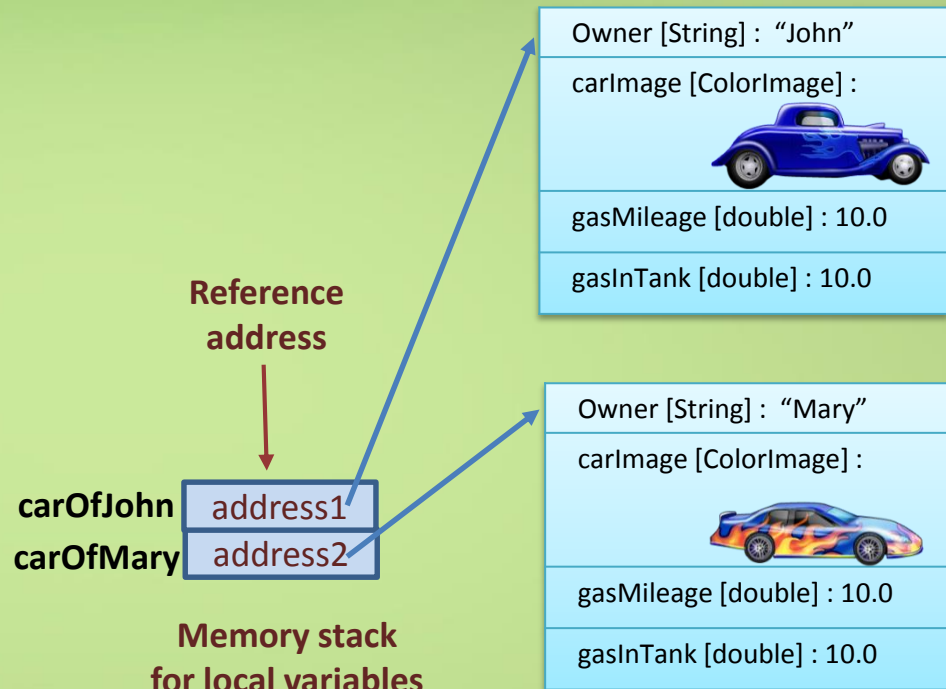 Owner [String] : “John”
carImage [ColorImage] :
gasMileage [double] : 10.0
gasInTank [double] : 10.0
Reference
address
carOfJohn address1
carOfMary address2
Owner [String] : “Mary”
carImage [ColorImage] :
gasMileage [double] : 10.0
gasInTank [double] : 10.0
Memory stack
for local variables